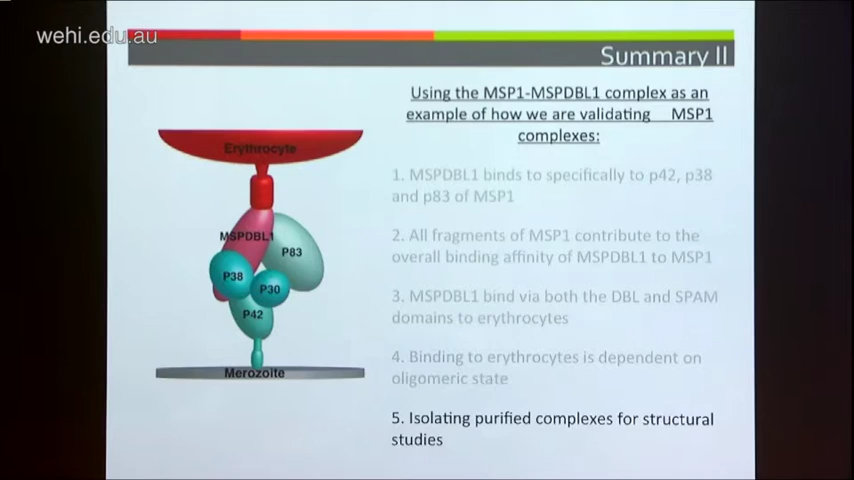 wehi.edu.au
Summary II
Using the MSP1-MSPDBL1 complex as an
example of how we are validating MSP1
complexes:
1. MSPDBL1 binds to specifically to p42, p38
and p83 of MSP1
2. All fragments of MSP1 contribute to the
overall binding affinity of MSPDBL1 to MSP1
3. MSPDBL1 bind via both the DBL and SPAM
domains to erythrocytes
4. Binding to erythrocytes is dependent on
oligomeric state
5. Isolating purified complexes for structural
studies
Erythrocyte
MSPDBL1
P83
P38
P30
P42
Merozoite